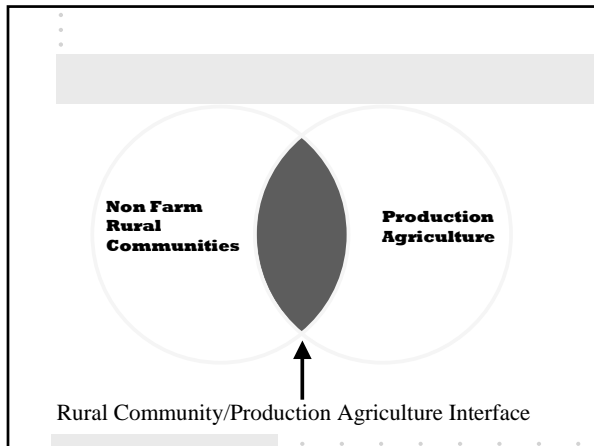 Non Farm
Rural
Communities
Production
Agriculture
Rural Community/Production Agriculture Interface